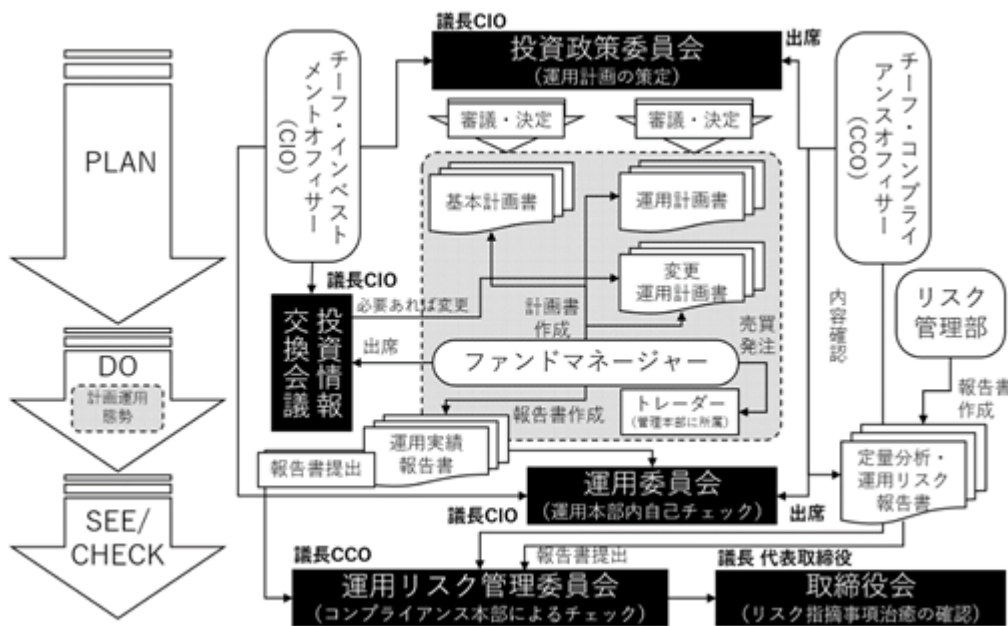 議長CIO
投資政策委員会
(運用計画の策定)
出席
チーフ・インベスト
メントオフィサー
(CIO)
チーフ・コンプライ
アンスオフィサー
(CCO)
PLAN
審議・決定
審議・決定
基本計画書
運用計画書
変更
運用計画書
議長CIO
必要あれば変更
計画書
作成
売買
発注
内容確認
リスク
管理部
投資情報
交換会議
出席
ファンドマネージャー
DO
計画運用
態勢
報告書作成
トレーダー
(管理本部に所属)
報告書
作成
運用実績
報告書
報告書提出
定量分析・
運用リスク
報告書
運用委員会
(運用本部内自己チェック)
議長CIO
出席
SEE/
CHECK
議長CCO
報告書提出
議長 代表取締役
運用リスク管理委員会
(コンプライアンス本部によるチェック)
取締役会
(リスク指摘事項治癒の確認)